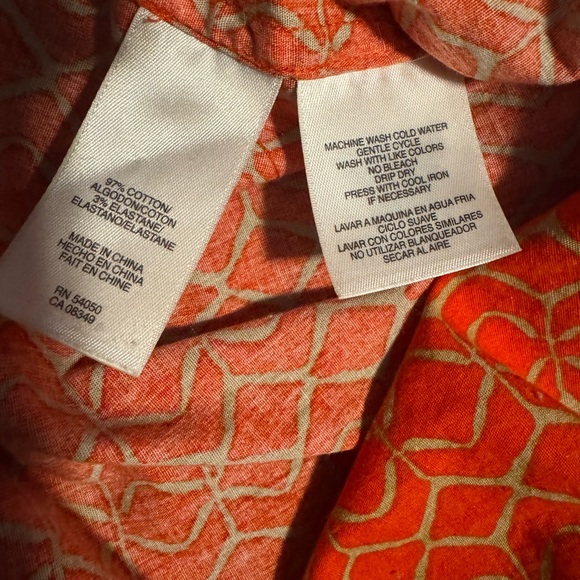 97% COTTON/
ALGODON/COTON
3% ELASTANE/
ELASTANO/ELASTANE
MADE IN CHINA
HECHO EN CHINA
FAIT EN CHINE
RN 54050
CA 08349
MACHINE WASH COLD WATER
GENTLE CYCLE
WASH WITH LIKE COLORS
NO BLEACH
DRIP DRY
PRESS WITH COOL IRON
IF NECESSARY
LAVAR A MAQUINA EN AGUA FRIA
CICLO SUAVE
LAVAR CON COLORES SIMILARES
NO UTILIZAR BLANQUEADOR
SECAR AL AIRE